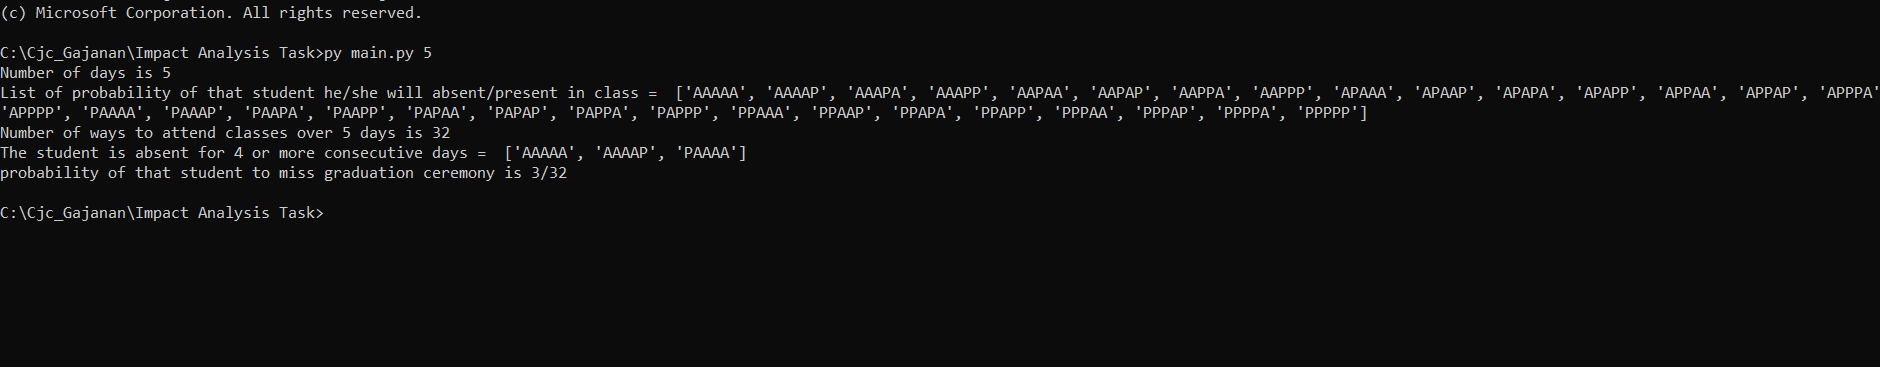 (c) Microsoft Corporation. All rights reserved.
C:\Cjc_Gajanan\Impact Analysis Task>py main.py 5
Number of days is 5
List of probability of that student he/she will absent/present in class =  ['AAAAA', 'AAAAP', 'AAAPA', 'AAAPP', 'AAPAA', 'AAPAP', 'AAPPA', 'AAPPP', 'APAAA', 'APAAP', 'APAPA', 'APAPP', 'APPAA', 'APPAP', 'APPPA'
'APPPP', 'PAAAA', 'PAAAP', 'PAAPA', 'PAAPP', 'PAPAA', 'PAPAP', 'PAPPA', 'PAPPP', 'PPAAA', 'PPAAP', 'PPAPA', 'PPAPP', 'PPPAA', 'PPPAP', 'PPPPA', 'PPPPP']
Number of ways to attend classes over 5 days is 32
The student is absent for 4 or more consecutive days =  ['AAAAA', 'AAAAP', 'PAAAA']
probability of that student to miss graduation ceremony is 3/32
C:\Cjc_Gajanan\Impact Analysis Task>